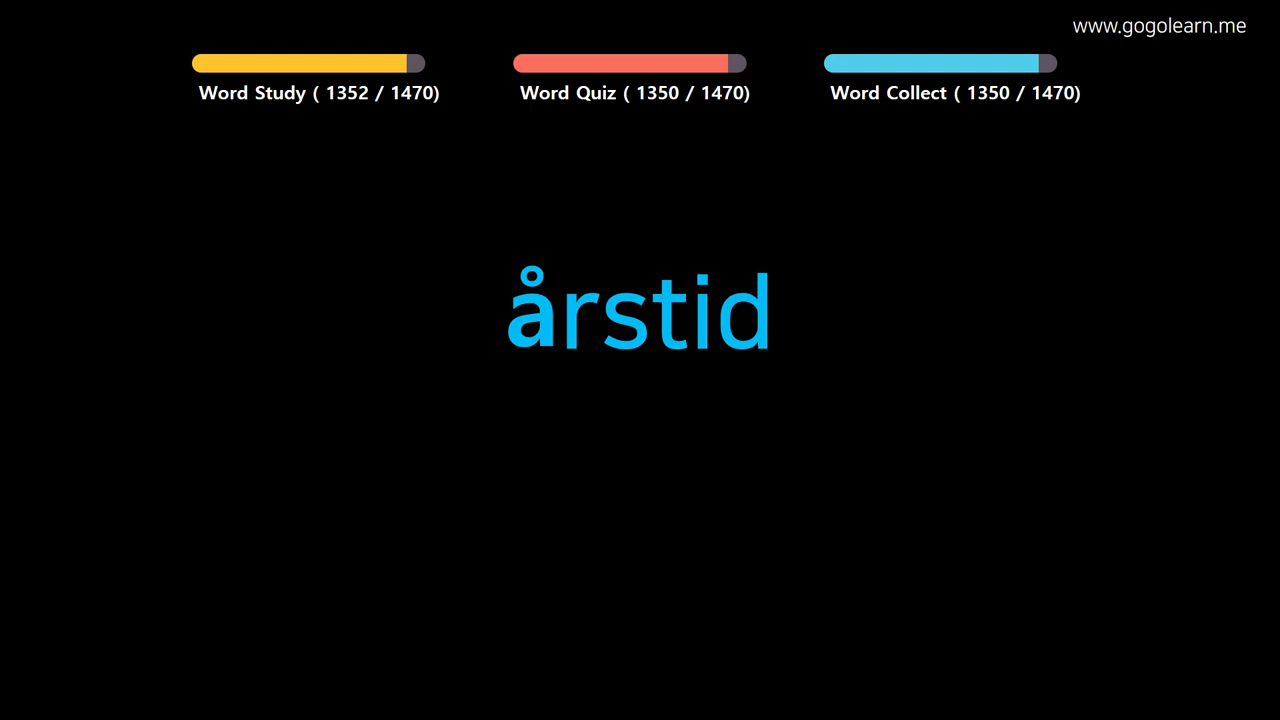 www.gogolearn.me
Word Study ( 1352 / 1470)
Word Quiz ( 1350 / 1470)
Word Collect ( 1350 / 1470)
årstid